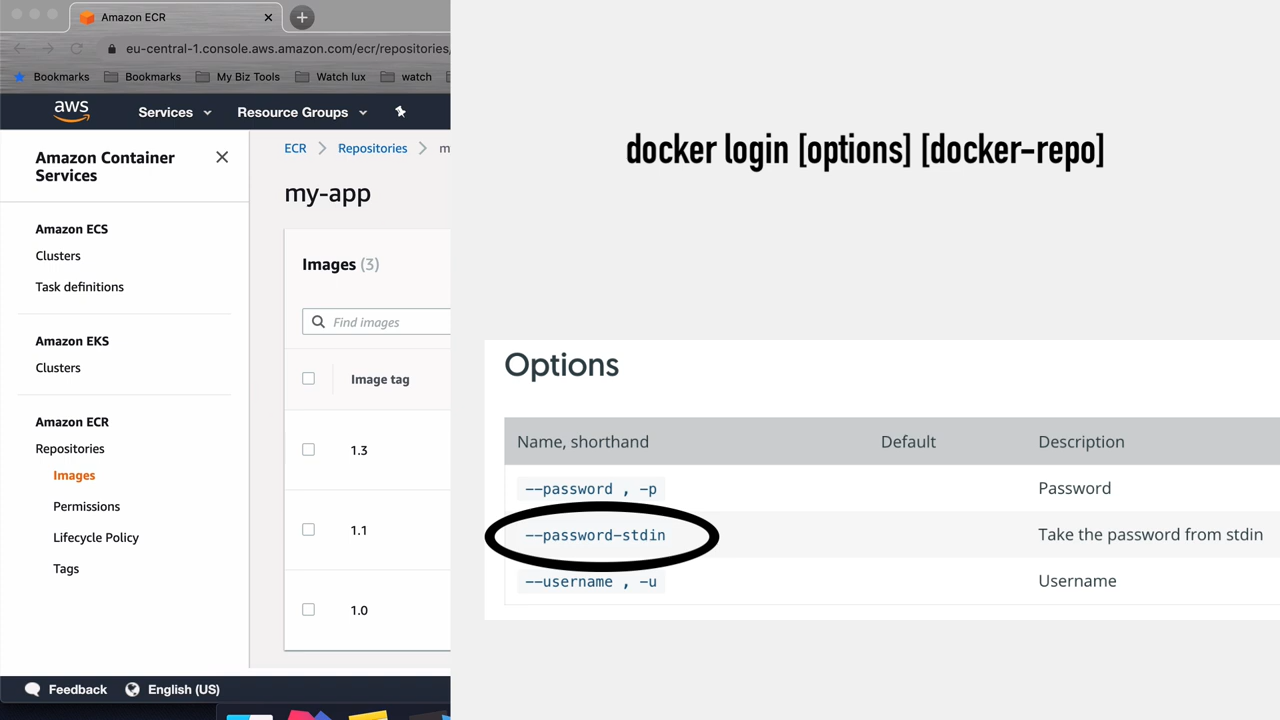 Amazon ECR
eu-central-1.console.aws.amazon.com/ecr/repositories/
Bookmarks
Bookmarks
My Biz Tools
Watch lux
watch
aws
Services
Resource Groups
Amazon Container
Services
Amazon ECS
Clusters
Task definitions
Amazon EKS
Clusters
Amazon ECR
Repositories
Images
Permissions
Lifecycle Policy
Tags
ECR
Repositories
m
my-app
Images (3)
Find images
Image tag
1.3
1.1
1.0
Feedback
English (US)
docker login [options] [docker-repo]
Options
Name, shorthand Default Description
--password , -p Password
--password-stdin Take the password from stdin
--username , -u Username